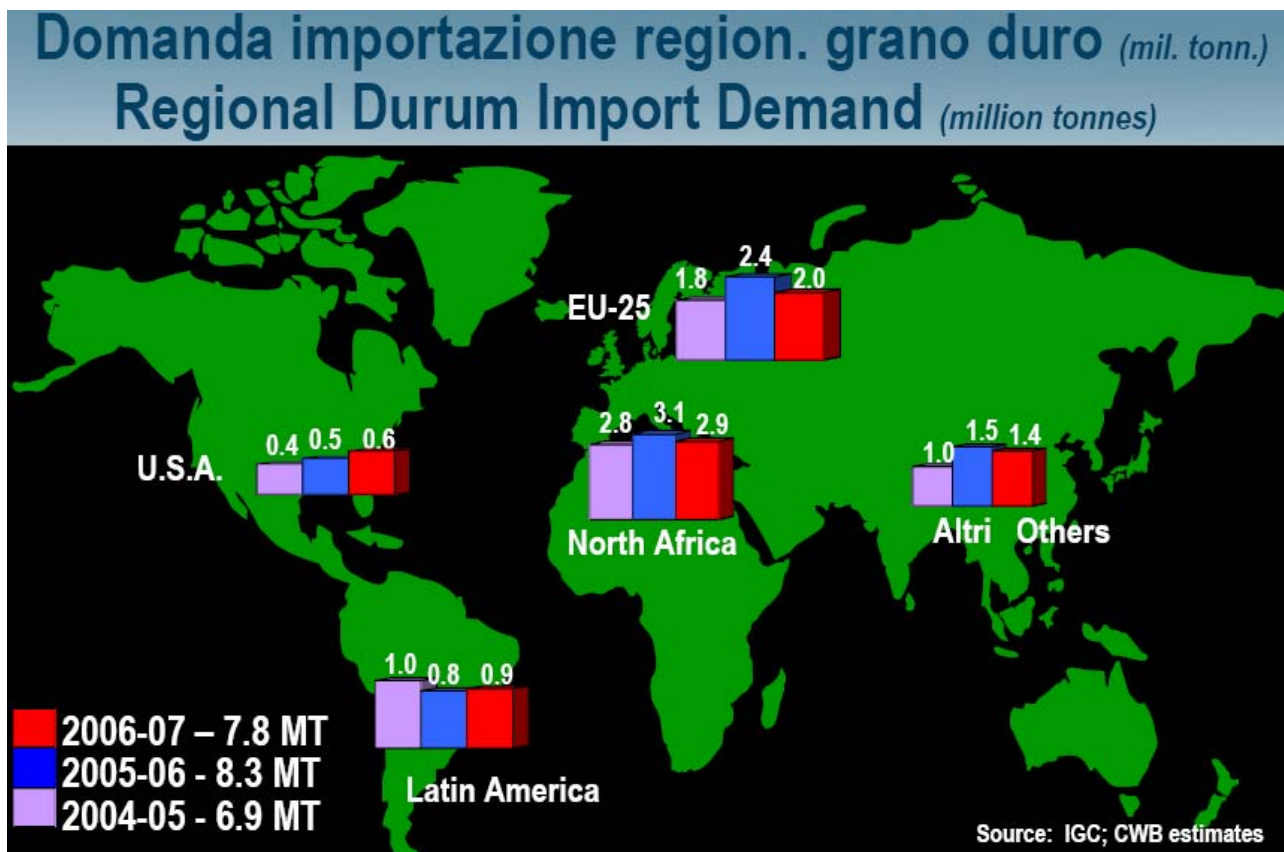 Domanda importazione region. grano duro (mil. tonn.)
Regional Durum Import Demand (million tonnes)
EU-25
1.8
2.4
2.0
U.S.A.
0.4
0.5
0.6
2.8
3.1
2.9
North Africa
1.0
1.5
1.4
Altri Others
1.0
0.8
0.9
Latin America
2006-07 – 7.8 MT
2005-06 - 8.3 MT
2004-05 - 6.9 MT
Source: IGC; CWB estimates